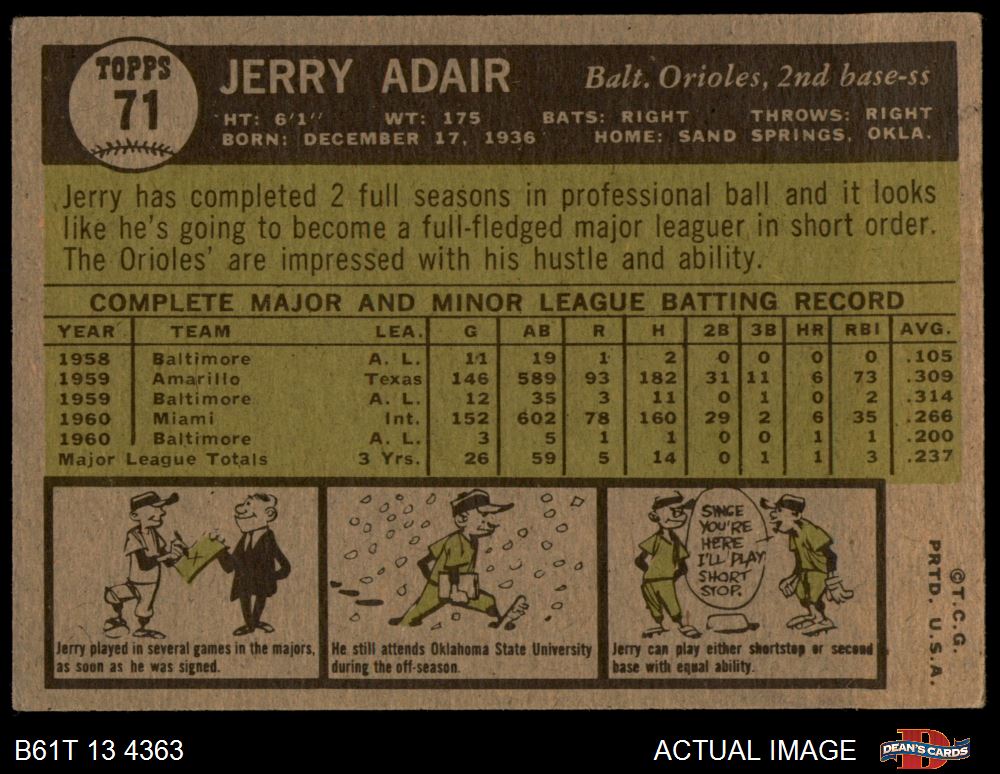 TOPPS
71
JERRY ADAIR
Balt. Orioles, 2nd base-ss
HT: 6'1" WT: 175 BATS: RIGHT THROWS: RIGHT
BORN: DECEMBER 17, 1936 HOME: SAND SPRINGS, OKLA.
Jerry has completed 2 full seasons in professional ball and it looks
like he's going to become a full-fledged major leaguer in short order.
The Orioles' are impressed with his hustle and ability.
COMPLETE MAJOR AND MINOR LEAGUE BATTING RECORD
YEAR TEAM LEA. G AB R H 2B 3B HR RBI AVG.
1958 Baltimore A. L. 11 19 1 2 0 0 0 0 .105
1959 Amarillo Texas 146 589 93 182 31 11 6 73 .309
1959 Baltimore A. L. 12 35 3 11 0 1 0 2 .314
1960 Miami Int. 152 602 78 160 29 2 6 35 .266
1960 Baltimore A. L. 3 5 1 1 0 0 1 1 .200
Major League Totals 3 Yrs. 26 59 5 14 0 1 1 3 .237
Jerry played in several games in the majors,
as soon as he was signed.
He still attends Oklahoma State University
during the off-season.
SINCE
YOU'RE
HERE
I'LL PLAY
SHORT
STOP.
Jerry can play either shortstop or second
base with equal ability.
© T.C.G.
PRTD. U.S.A.
B61T 13 4363
ACTUAL IMAGE
DEAN'S CARDS